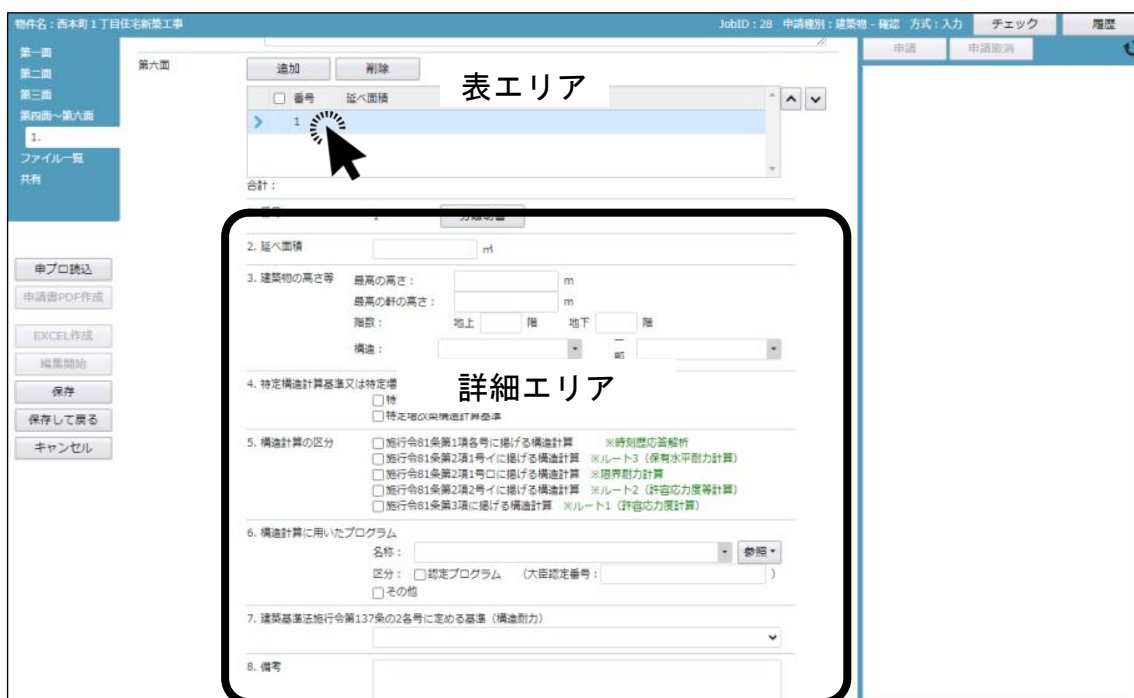 物件名：西本町１丁目住宅新築工事 JobID：28 申請種別：建築物 - 確認 方式：入力 チェック 履歴
第一面
第二面
第三面
第四面～第六面
1.
ファイル一覧
共有
申プロ読込
申請書PDF作成
EXCEL作成
編集開始
保存
保存して戻る
キャンセル
第六面
追加 削除
表エリア
番号 延べ面積
1
合計：
2. 延べ面積 ㎡
3. 建築物の高さ等 最高の高さ： m
最高の軒の高さ： m
階数： 地上 階 地下 階
構造：
詳細エリア
4. 特定構造計算基準又は特定増
特
特定増改築構造計算基準
5. 構造計算の区分 施行令81条第1項各号に掲げる構造計算 ※時刻歴応答解析
施行令81条第2項1号イに掲げる構造計算 ※ルート3（保有水平耐力計算）
施行令81条第2項1号ロに掲げる構造計算 ※限界耐力計算
施行令81条第2項2号イに掲げる構造計算 ※ルート2（許容応力度等計算）
施行令81条第3項に掲げる構造計算 ※ルート1（許容応力度計算）
6. 構造計算に用いたプログラム
名称： 参照
区分： 認定プログラム （大臣認定番号： ）
その他
7. 建築基準法施行令第137条の2各号に定める基準（構造耐力）
8. 備考
申請 申請取消